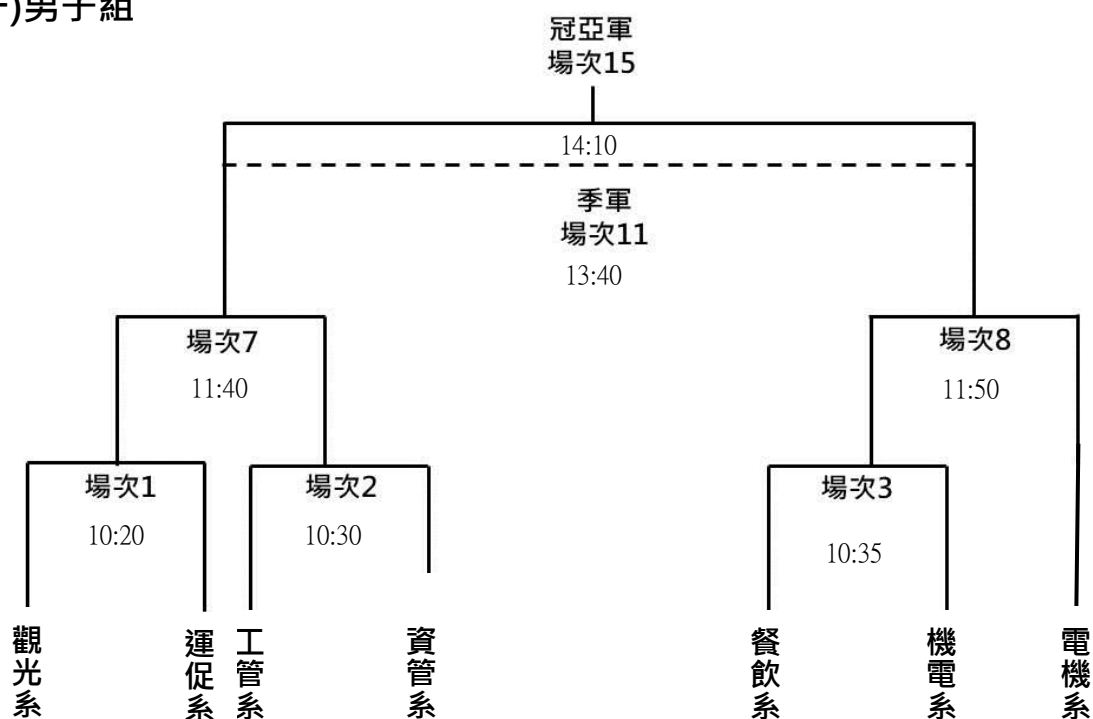 )男子組
冠亞軍
場次15
14:10
季軍
場次11
13:40
場次7
11:40
場次8
11:50
場次1
10:20
場次2
10:30
場次3
10:35
觀光系
運促系
工管系
資管系
餐飲系
機電系
電機系